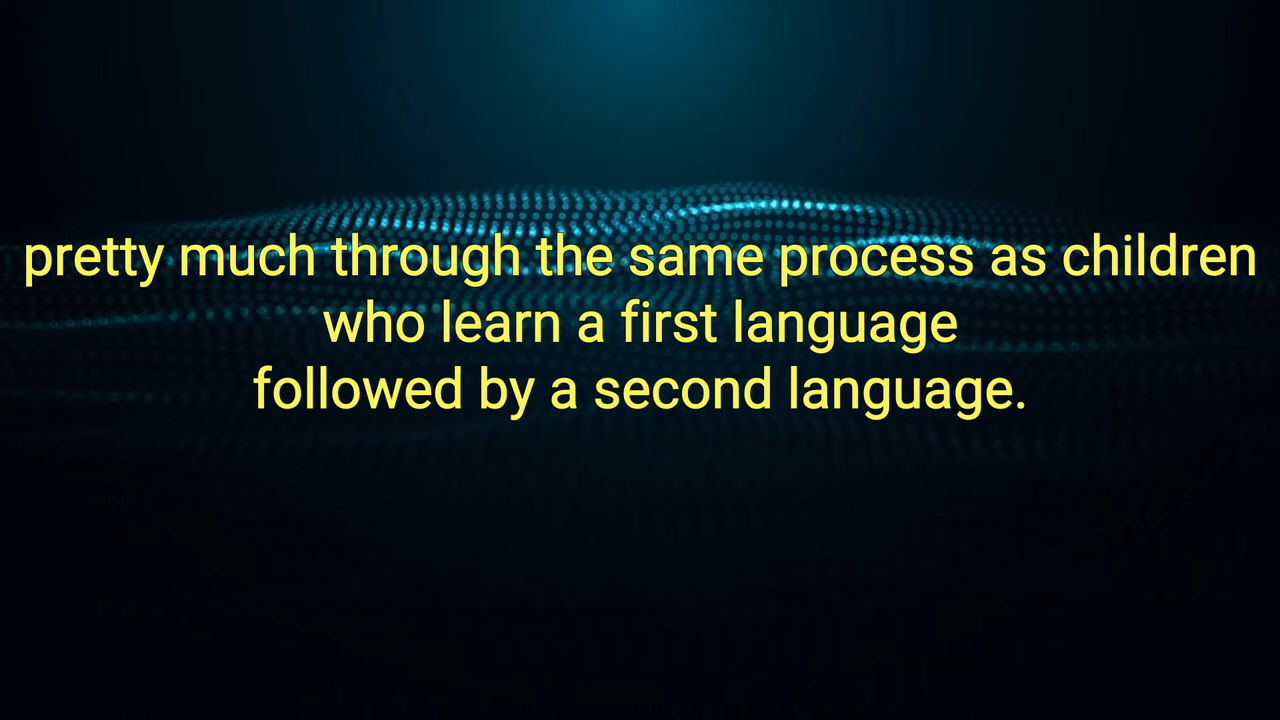 pretty much through the same process as children
who learn a first language
followed by a second language.